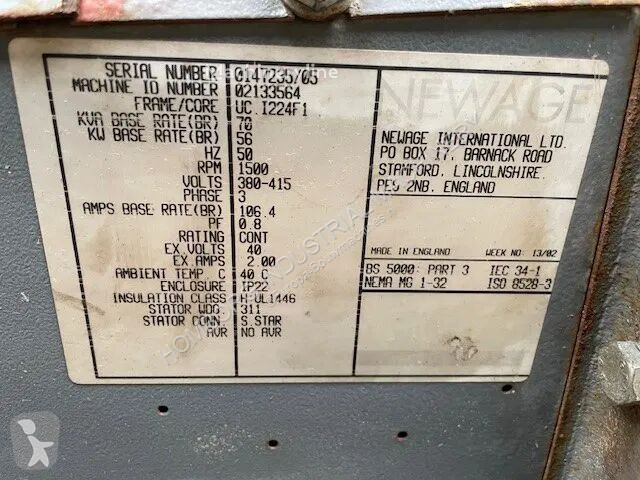 SERIAL NUMBER 0147235/05
MACHINE ID NUMBER 02133564
FRAME/CORE UC.I224F1
KVA BASE RATE(BR) 70
KW BASE RATE(BR) 56
HZ 50
RPM 1500
VOLTS 380-415
PHASE 3
AMPS BASE RATE(BR) 106.4
PF 0.8
RATING CONT
EX.VOLTS 40
EX AMPS 2.00
AMBIENT TEMP. C 40 C
ENCLOSURE IP22
INSULATION CLASS H-UL1446
STATOR WDG. 311
STATOR CONN S.STAR
AVR NO AVR
NEWAGE
NEWAGE INTERNATIONAL LTD.
PO BOX 17, BARNACK ROAD
STAMFORD. LINCOLNSHIRE.
PE9 2NB. ENGLAND
MADE IN ENGLAND WEEK NO: 13/02
BS 5000: PART 3 IEC 34-1
NEMA MG 1-32 ISO 8528-3